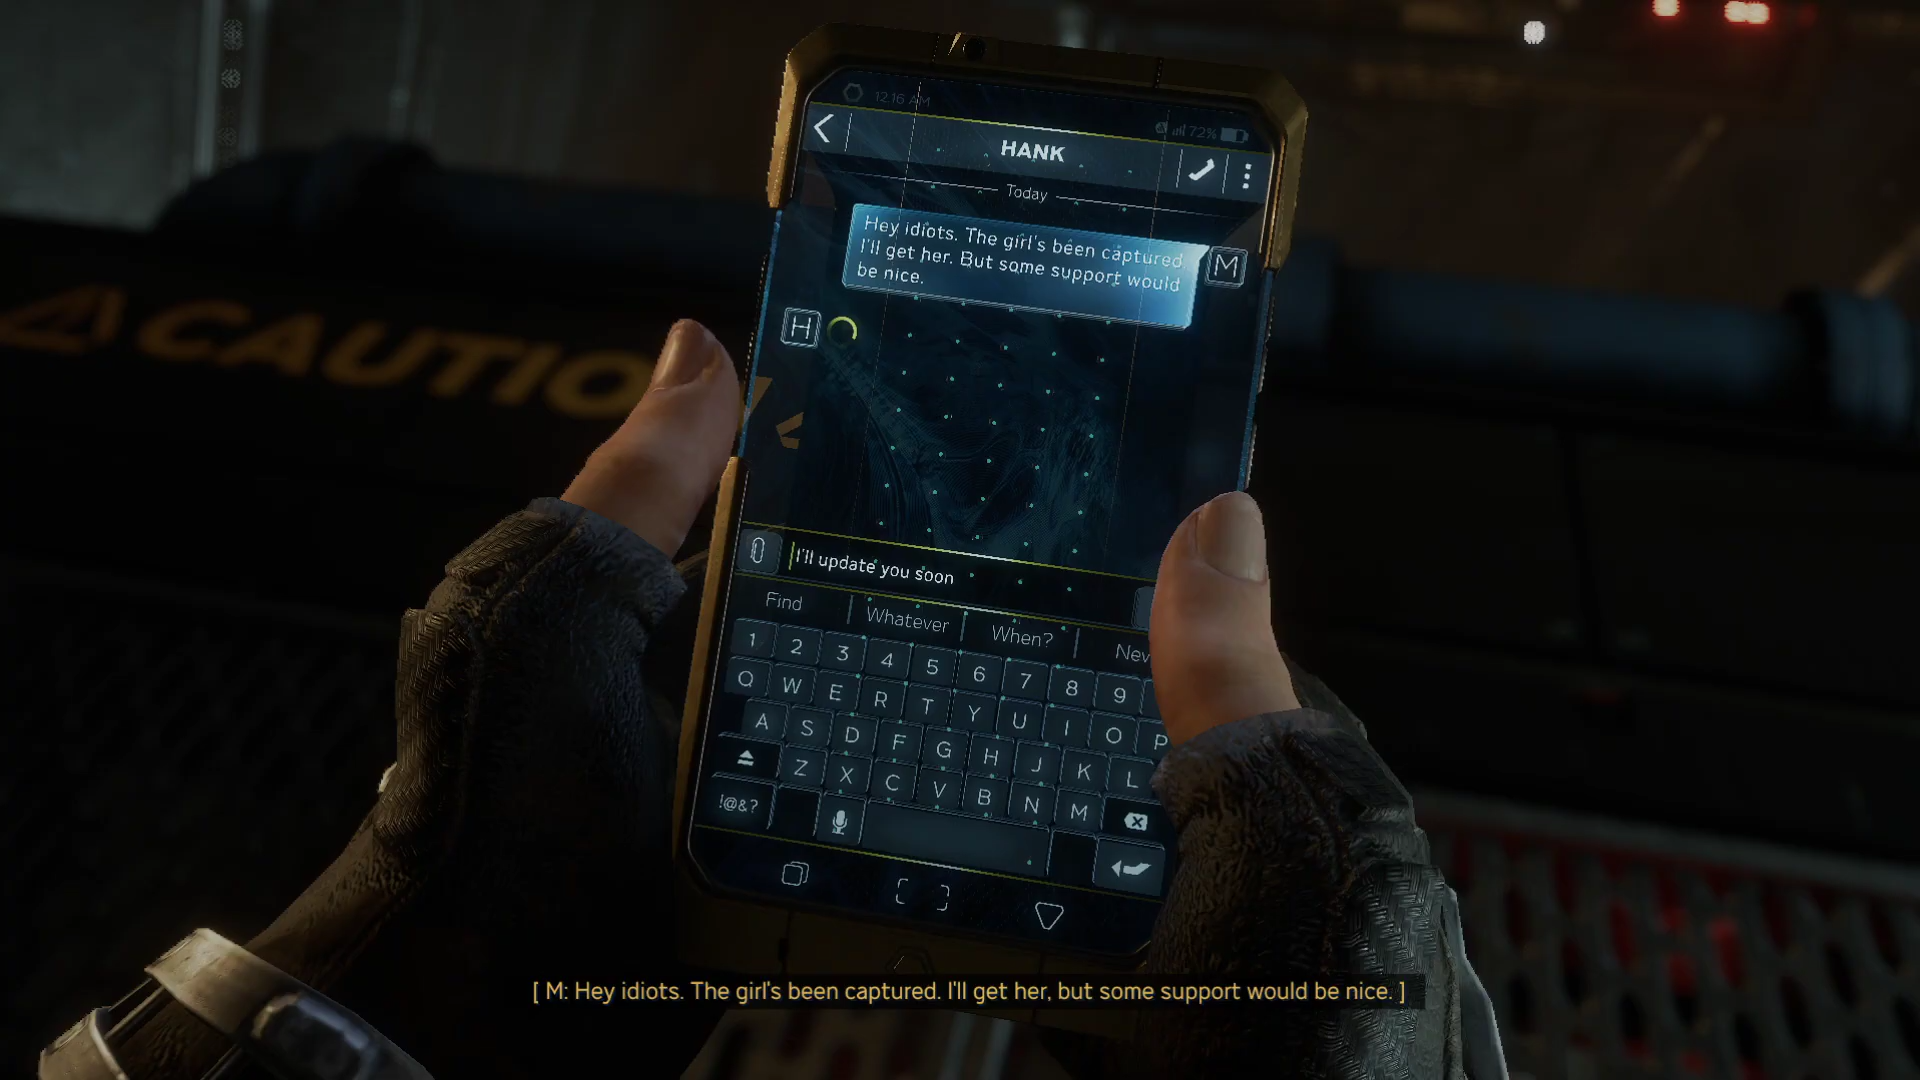 12.16 AM
72%
HANK
Today
Hey idiots. The girl's been captured.
I'll get her. But some support would
be nice.
M
H
CAUTIO
I'll update you soon
Find Whatever When? Nev
1 2 3 4 5 6 7 8 9
Q W E R T Y U I O P
A S D F G H J K L
Z X C V B N M
!@&?
[ M: Hey idiots. The girl's been captured. I'll get her, but some support would be nice. ]